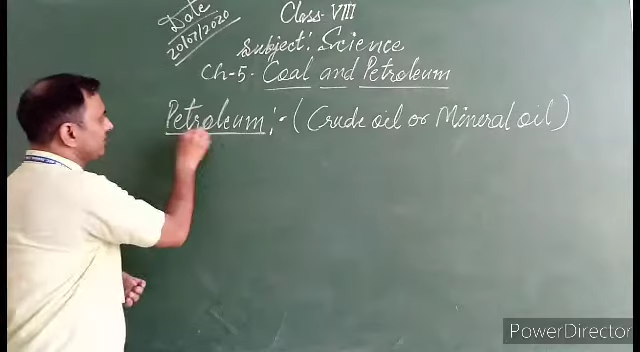 Date
20/07/2020
Class-VIII
Subject: Science
Ch-5. Coal and Petroleum
Petroleum:- (Crude oil or Mineral oil)
PowerDirector